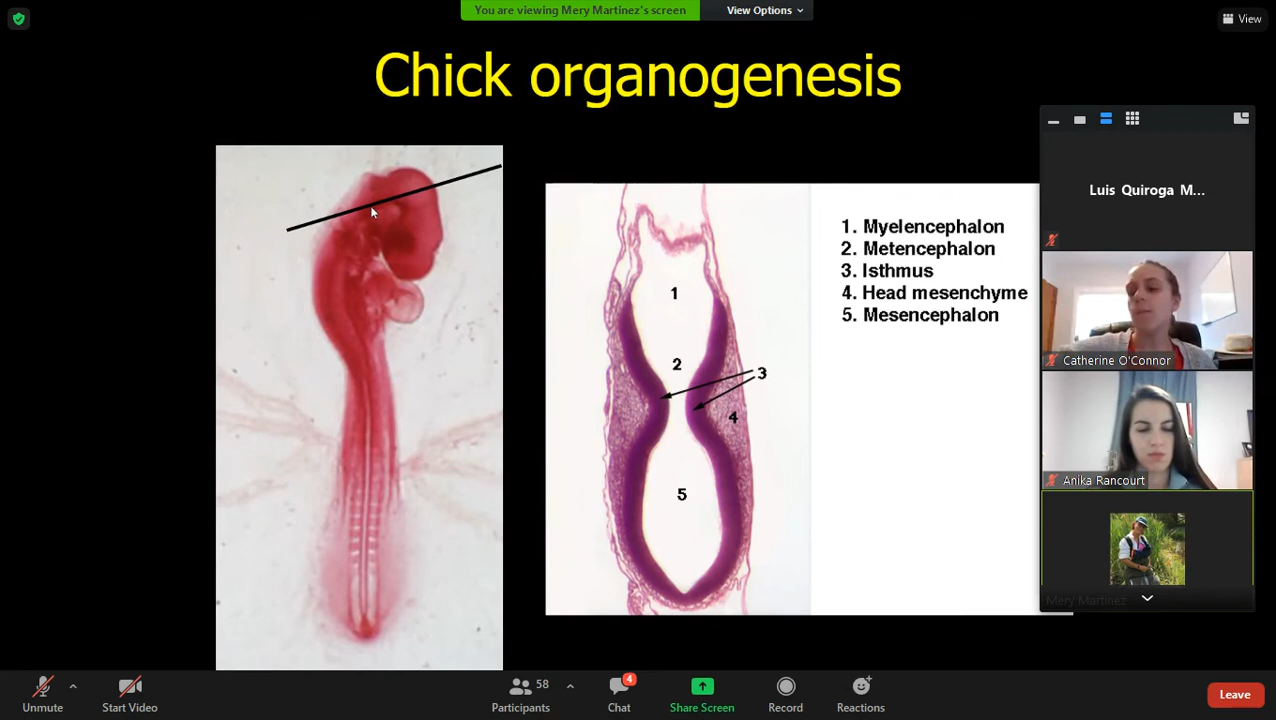 You are viewing Mery Martinez's screen
View Options
View
Chick organogenesis
1
2
3
4
5
1. Myelencephalon
2. Metencephalon
3. Isthmus
4. Head mesenchyme
5. Mesencephalon
Luis Quiroga M...
Catherine O'Connor
Anika Rancourt
Mery Martinez
Unmute
Start Video
58
Participants
4
Chat
Share Screen
Record
Reactions
Leave